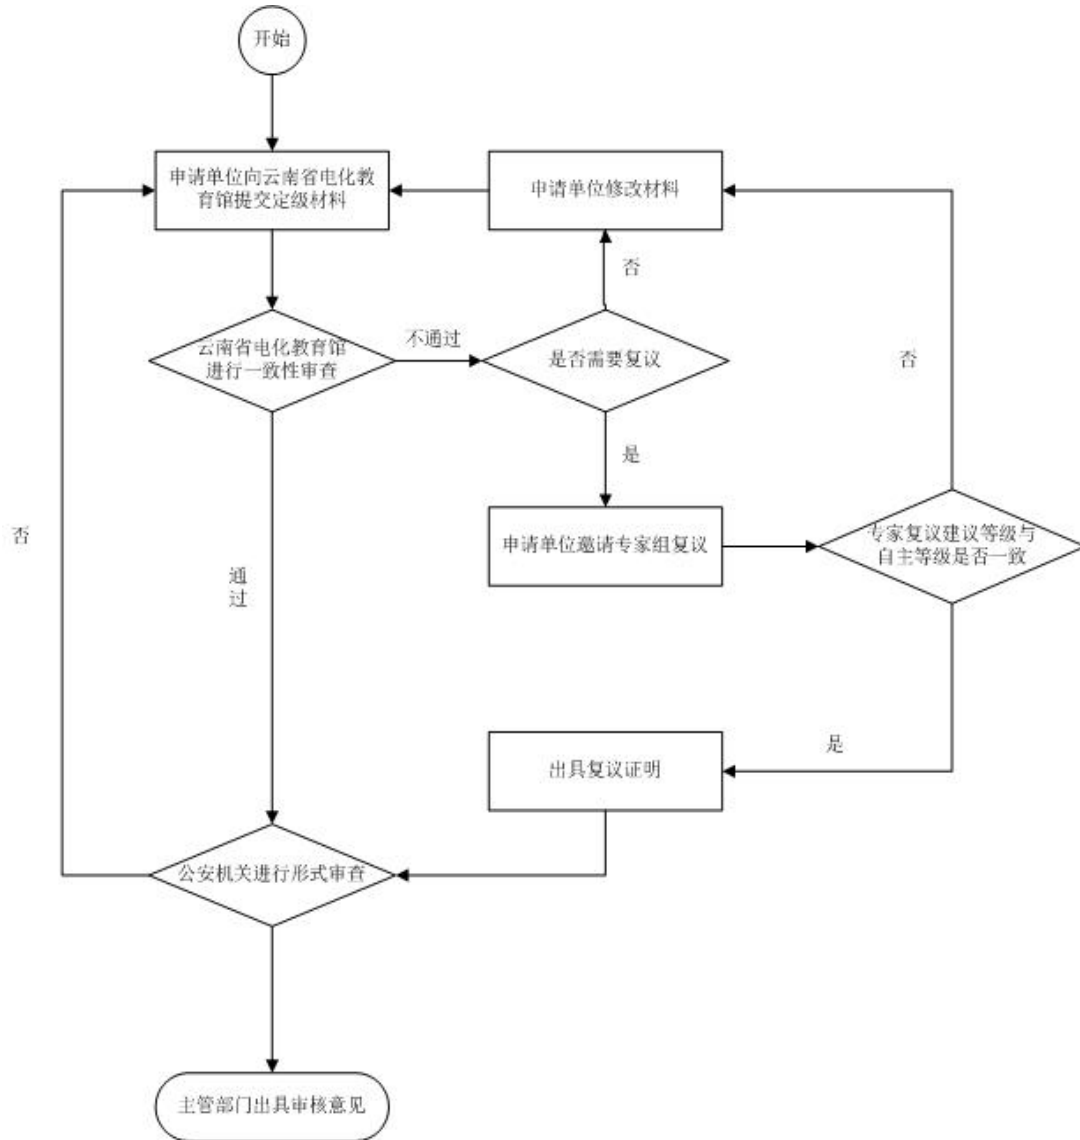 开始
申请单位向云南省电化教
育馆提交定级材料
申请单位修改材料
否
云南省电化教育馆
进行一致性审查
不通过
是否需要复议
否
是
申请单位邀请专家组复议
专家复议建议等级与
自主等级是否一致
否
通
过
出具复议证明
是
公安机关进行形式审查
主管部门出具审核意见